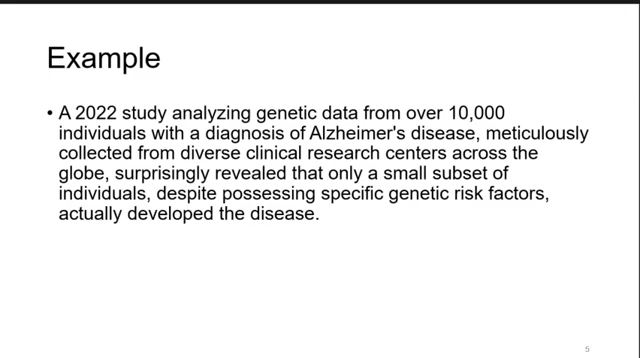 Example
• A 2022 study analyzing genetic data from over 10,000
individuals with a diagnosis of Alzheimer's disease, meticulously
collected from diverse clinical research centers across the
globe, surprisingly revealed that only a small subset of
individuals, despite possessing specific genetic risk factors,
actually developed the disease.
5